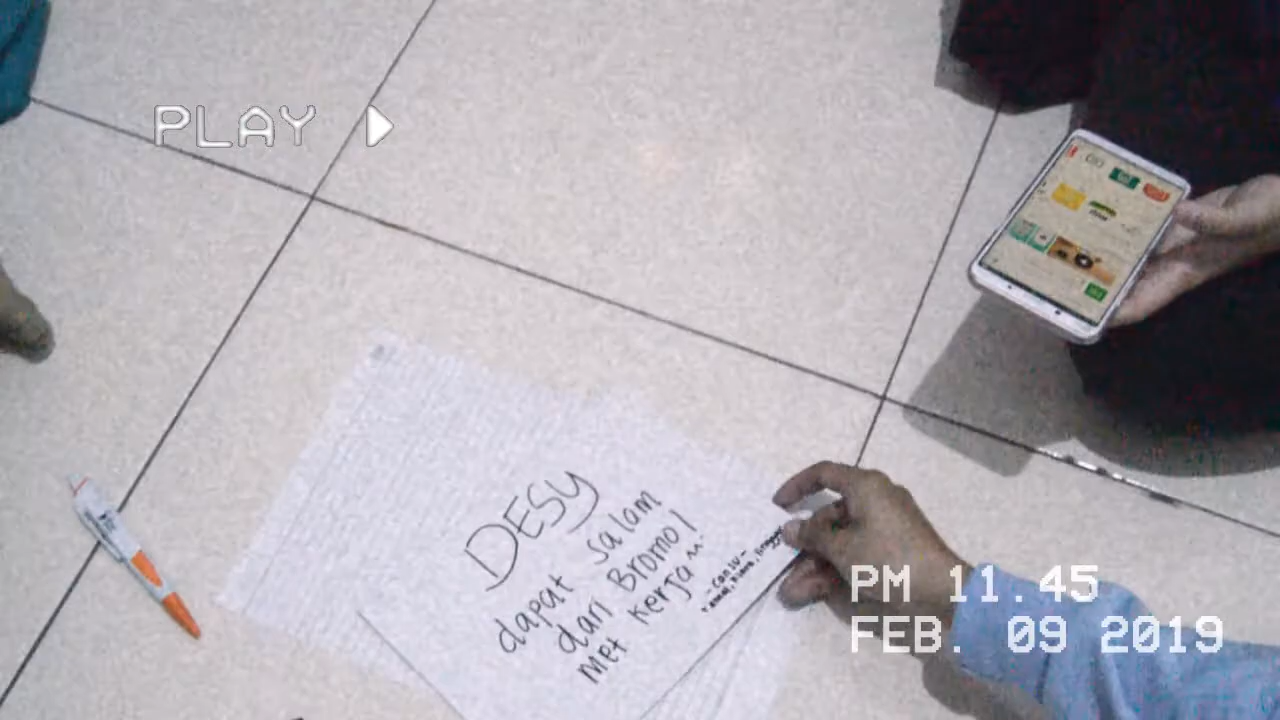 PLAY
DESY
dapat salam
dari Bromo!
Met kerja
PM 11.45
FEB. 09 2019